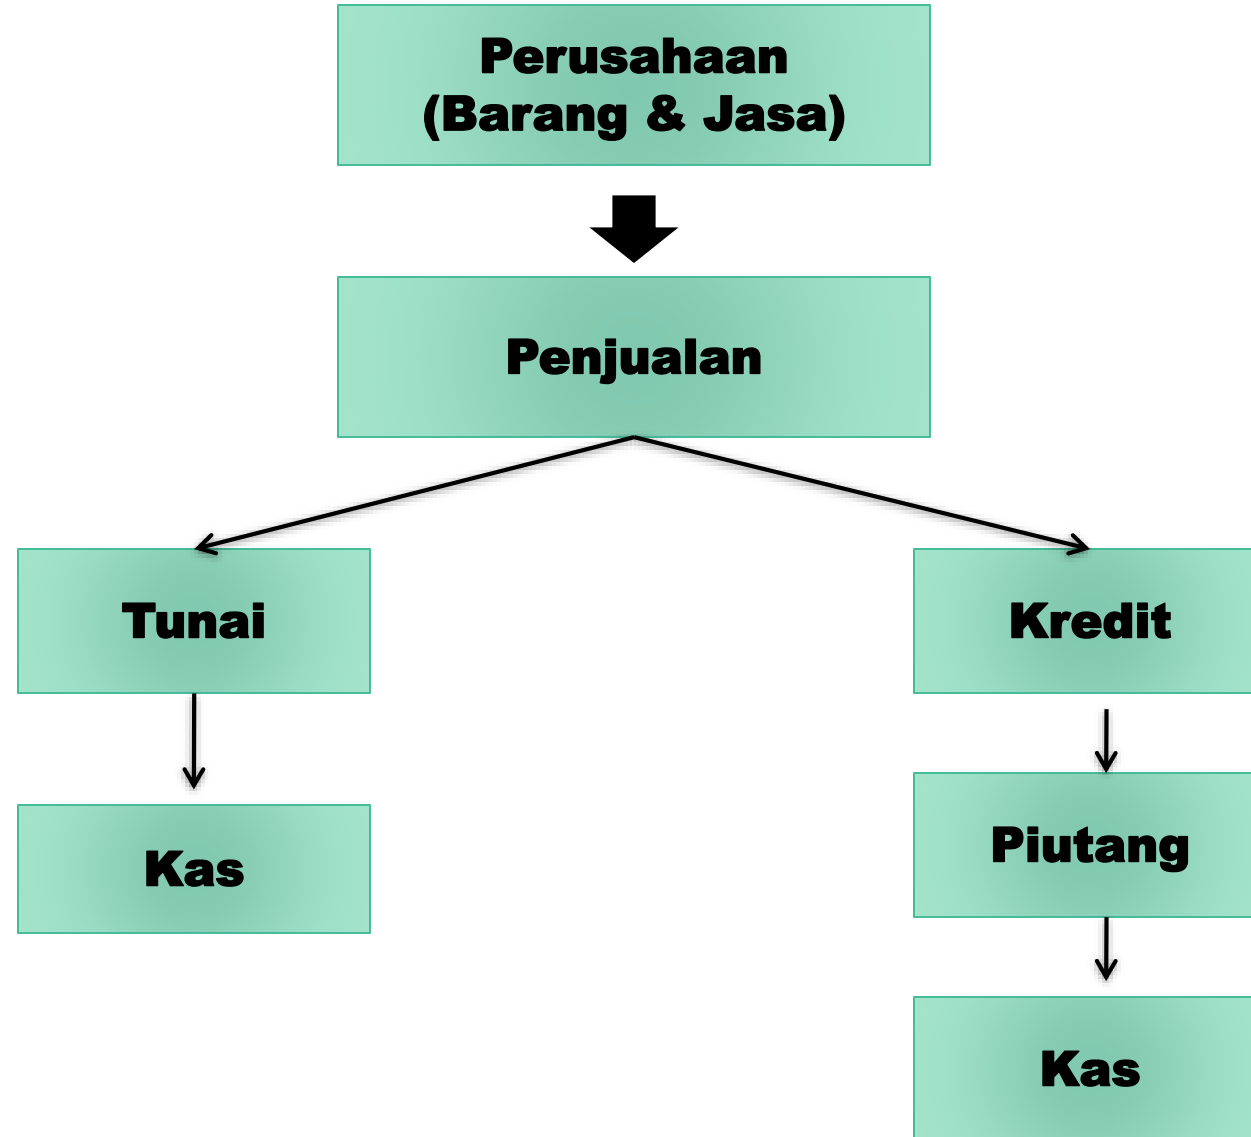 Perusahaan
(Barang & Jasa)
Penjualan
Tunai
Kredit
Kas
Piutang
Kas